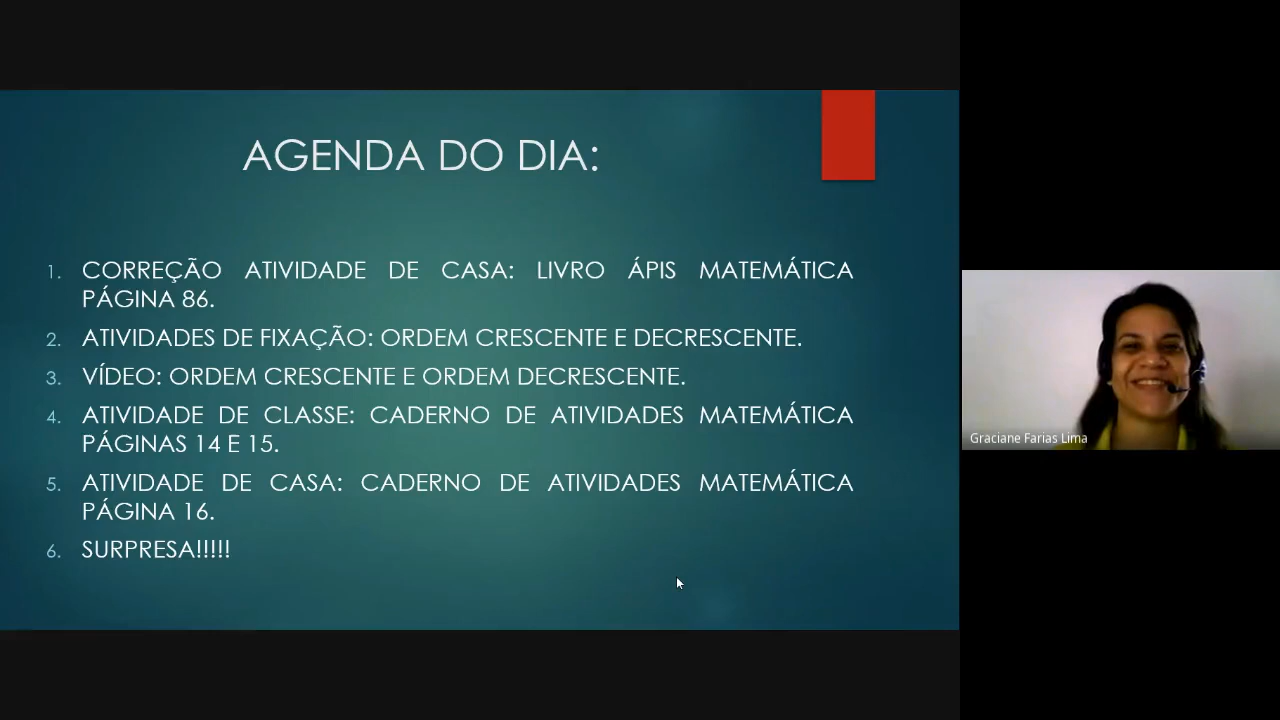 AGENDA DO DIA:
1. CORREÇÃO ATIVIDADE DE CASA: LIVRO ÁPIS MATEMÁTICA
PÁGINA 86.
2. ATIVIDADES DE FIXAÇÃO: ORDEM CRESCENTE E DECRESCENTE.
3. VÍDEO: ORDEM CRESCENTE E ORDEM DECRESCENTE.
4. ATIVIDADE DE CLASSE: CADERNO DE ATIVIDADES MATEMÁTICA
PÁGINAS 14 E 15.
5. ATIVIDADE DE CASA: CADERNO DE ATIVIDADES MATEMÁTICA
PÁGINA 16.
6. SURPRESA!!!!!
Graciane Farias Lima